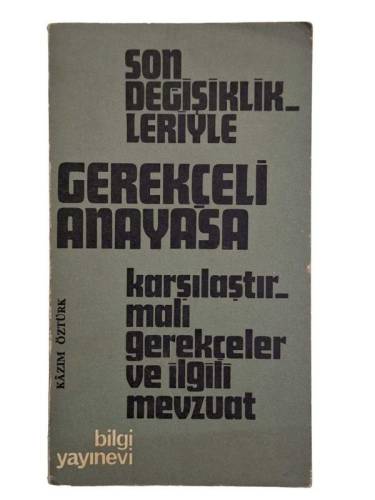 son
DEĞİŞİKLİK_
LERİYLE
GEREKÇELİ
ANAYASA
karşılaştır_
malı
gerekçeler
ve ilgili
mevzuat
KÂZIM ÖZTÜRK
bilgi
yayınevi